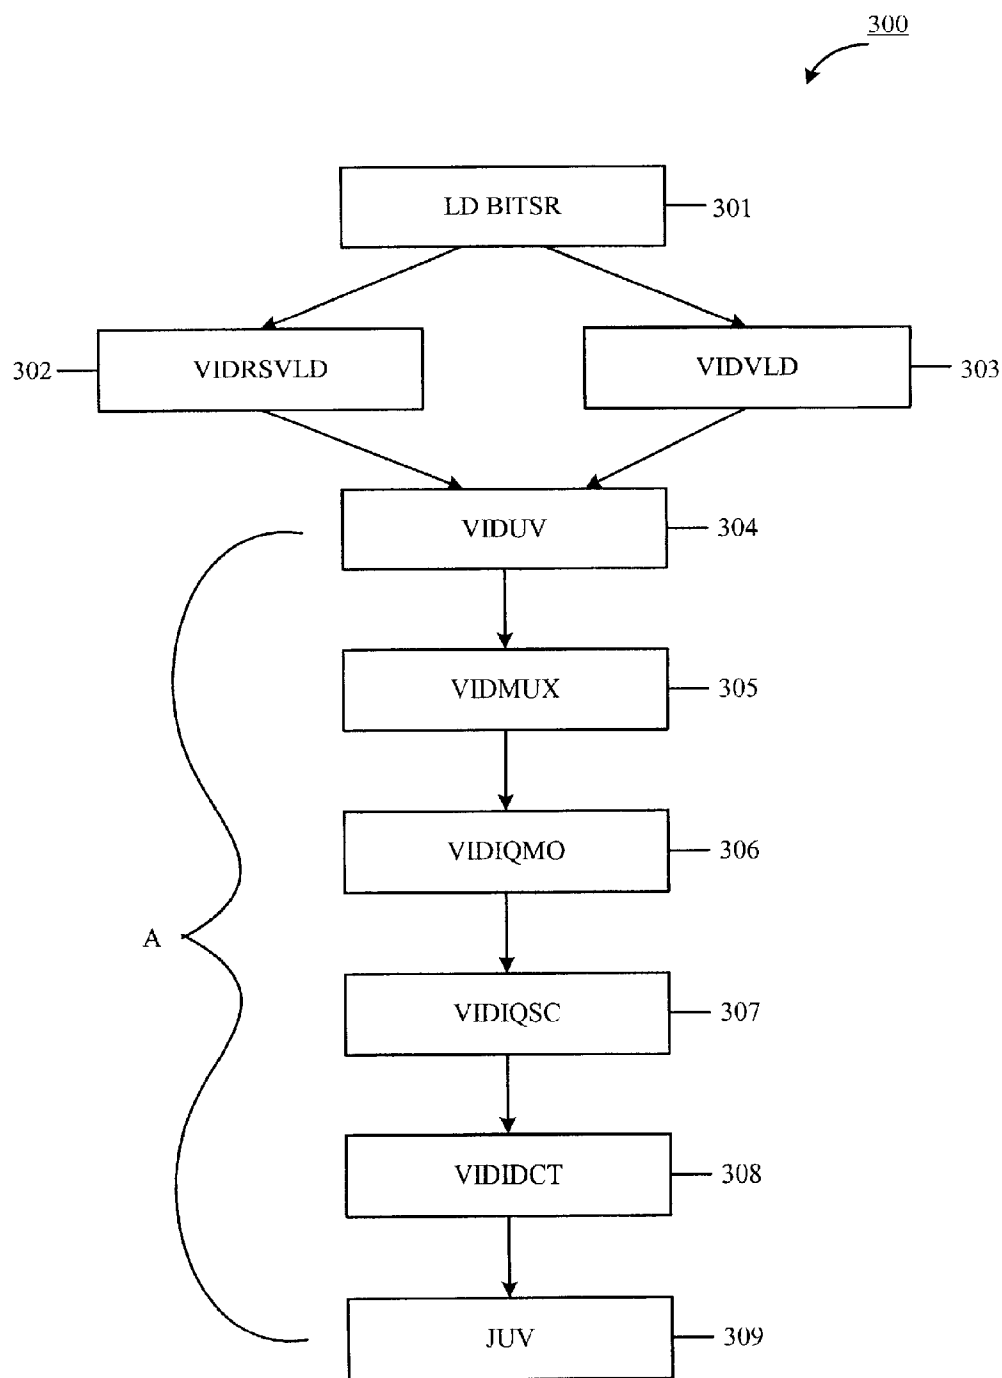 300
LD BITSR
301
302
VIDRSVLD
VIDVLD
303
VIDUV
304
VIDMUX
305
VIDIQMO
306
A
VIDIQSC
307
VIDIDCT
308
JUV
309